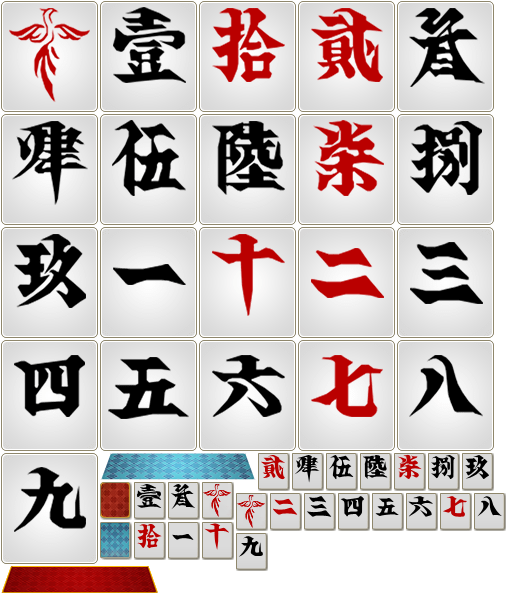 壹 拾 貳 叁
肆 伍 陸 柒 捌
玖 一 十 二 三
四 五 六 七 八
九
貳 肆 伍 陸 柒 捌 玖
壹 叁
二 三 四 五 六 七 八
拾 一 十
九